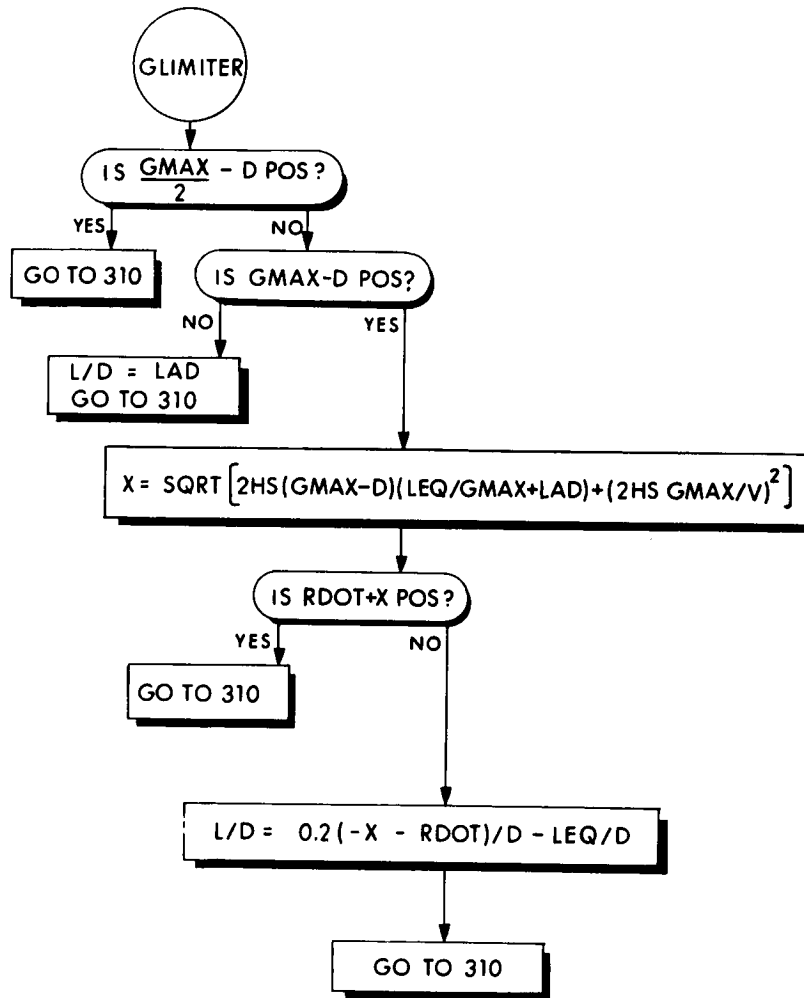 GLIMITER
IS GMAX/2 - D POS?
YES
NO
GO TO 310
IS GMAX-D POS?
NO
YES
L/D = LAD
GO TO 310
X = SQRT [2HS(GMAX-D)(LEQ/GMAX+LAD)+(2HS GMAX/V)²]
IS RDOT+X POS?
YES
NO
GO TO 310
L/D = 0.2(-X - RDOT)/D - LEQ/D
GO TO 310